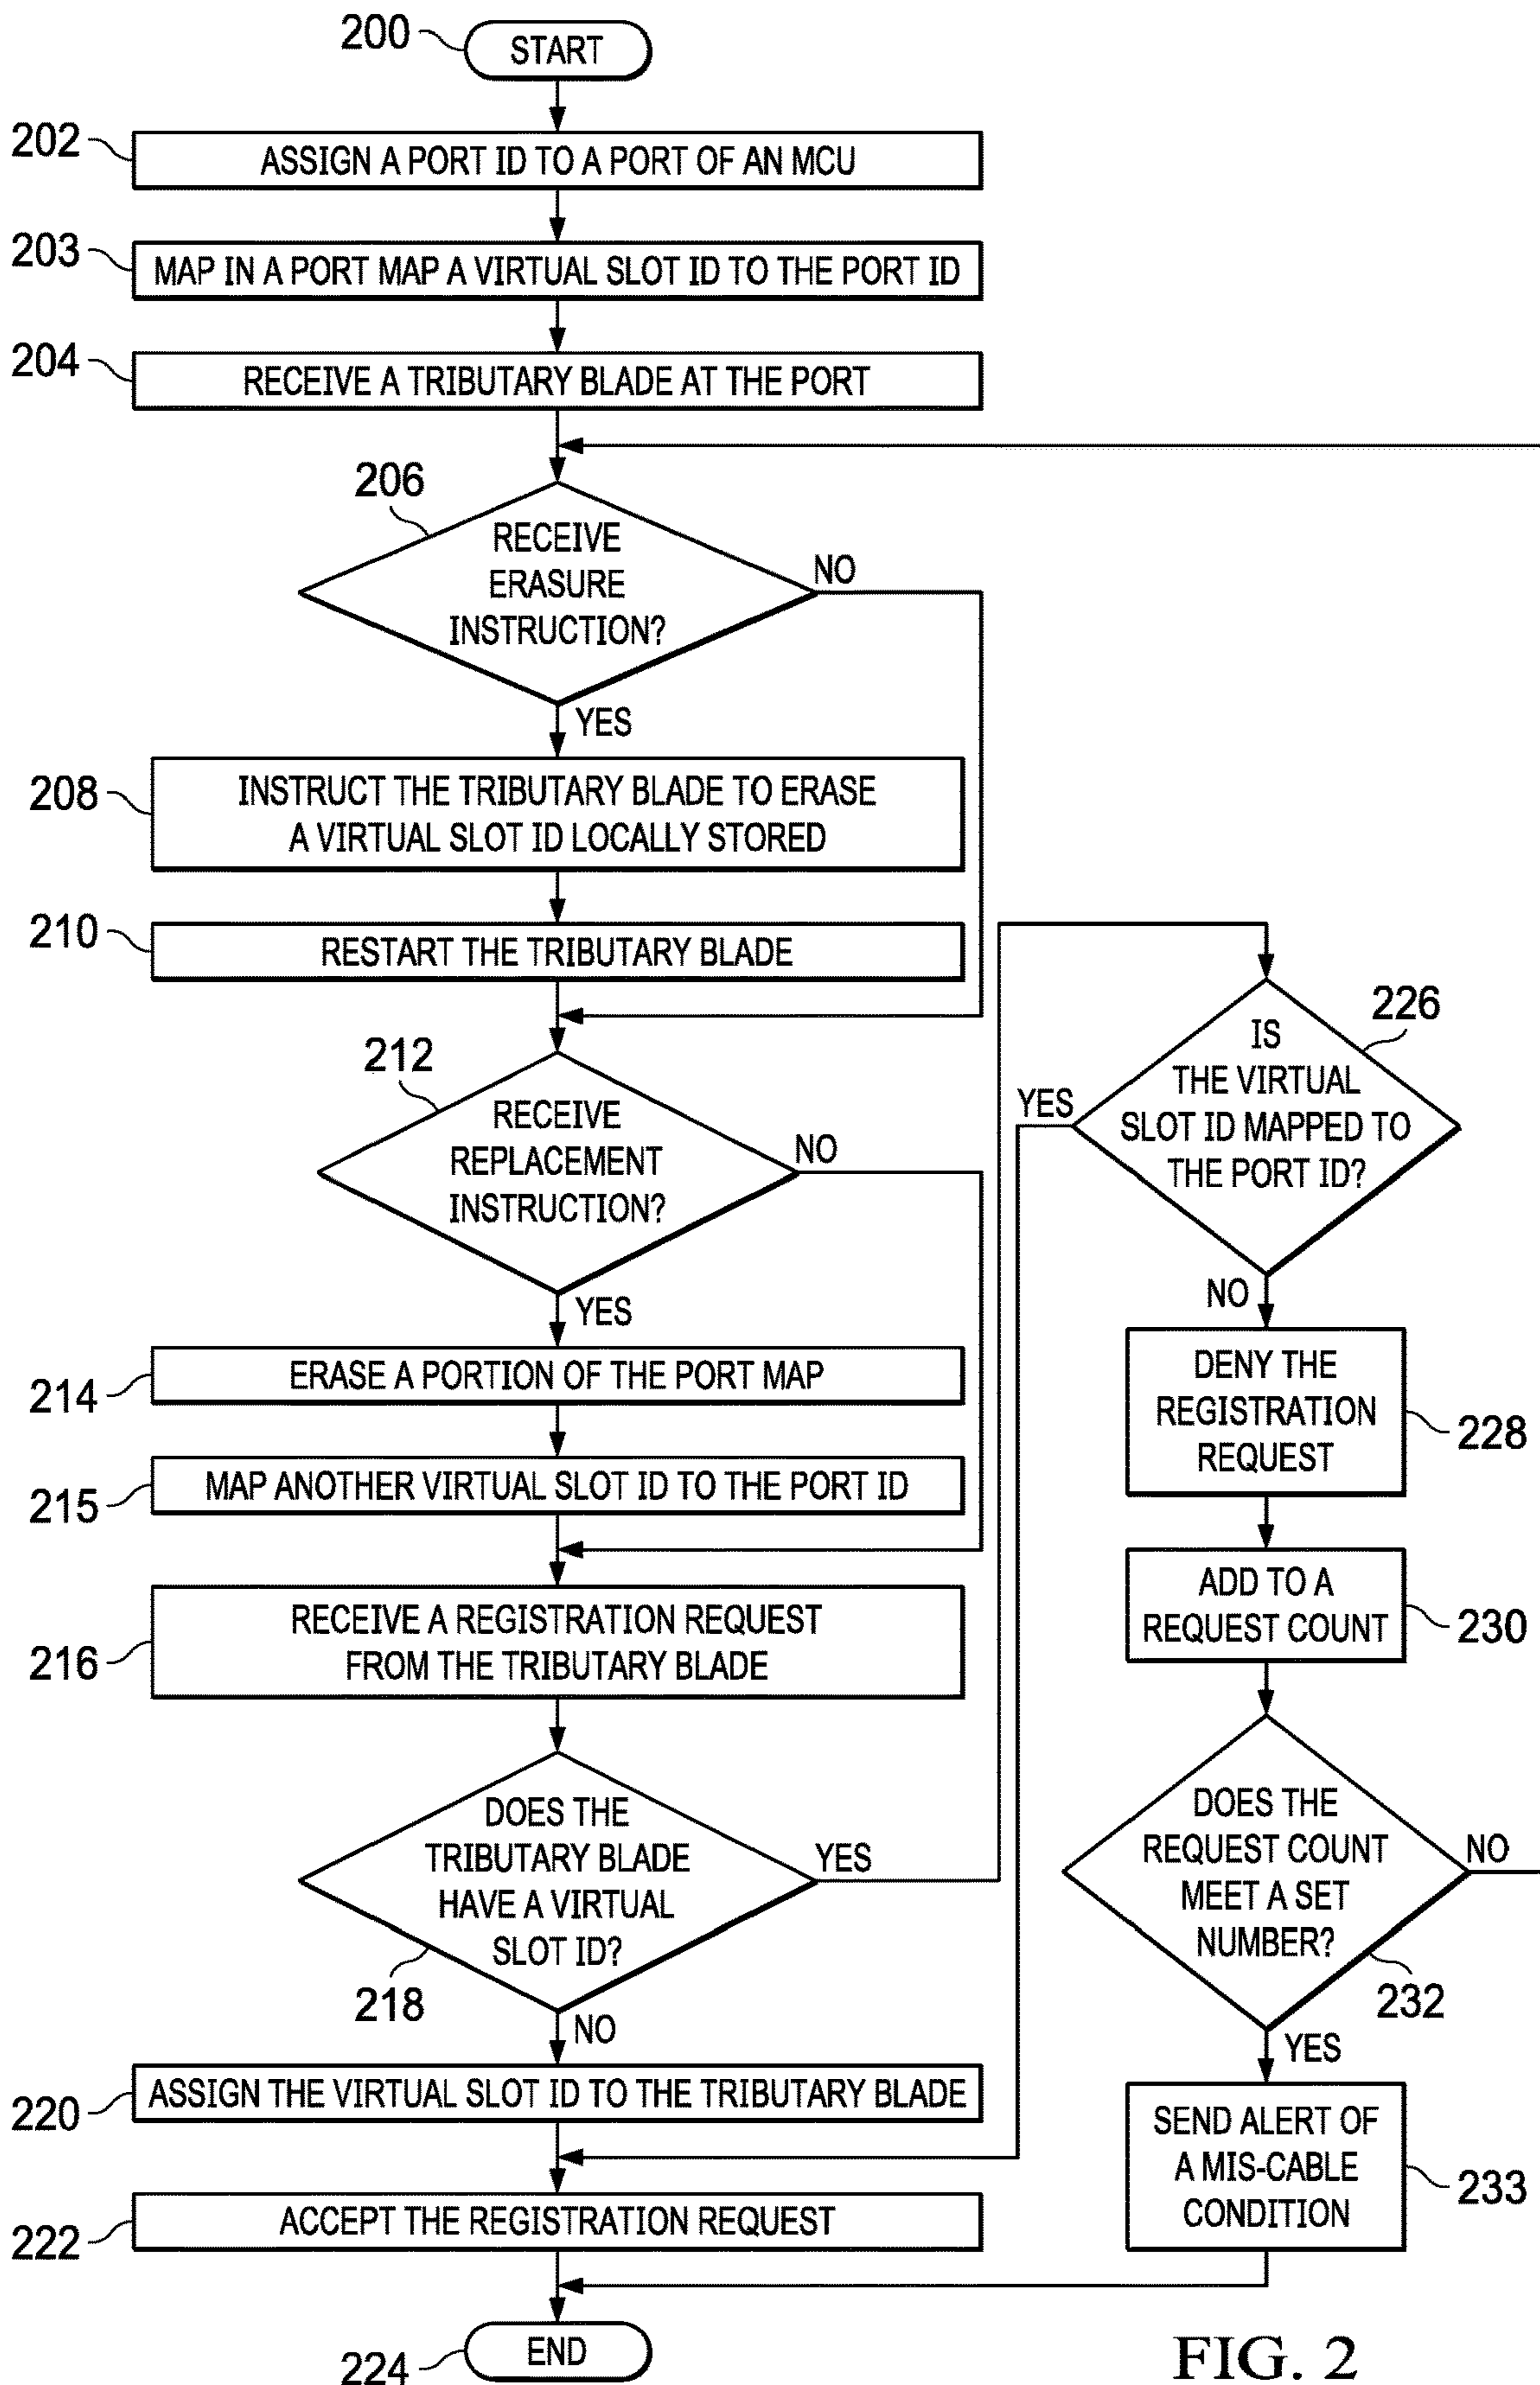 200
START
202
ASSIGN A PORT ID TO A PORT OF AN MCU
203
MAP IN A PORT MAP A VIRTUAL SLOT ID TO THE PORT ID
204
RECEIVE A TRIBUTARY BLADE AT THE PORT
206
RECEIVE
ERASURE
INSTRUCTION?
NO
YES
208
INSTRUCT THE TRIBUTARY BLADE TO ERASE
A VIRTUAL SLOT ID LOCALLY STORED
210
RESTART THE TRIBUTARY BLADE
212
RECEIVE
REPLACEMENT
INSTRUCTION?
NO
YES
214
ERASE A PORTION OF THE PORT MAP
215
MAP ANOTHER VIRTUAL SLOT ID TO THE PORT ID
216
RECEIVE A REGISTRATION REQUEST
FROM THE TRIBUTARY BLADE
DOES THE
TRIBUTARY BLADE
HAVE A VIRTUAL
SLOT ID?
YES
218
NO
220
ASSIGN THE VIRTUAL SLOT ID TO THE TRIBUTARY BLADE
222
ACCEPT THE REGISTRATION REQUEST
224
END
226
IS
THE VIRTUAL
SLOT ID MAPPED TO
THE PORT ID?
YES
NO
DENY THE
REGISTRATION
REQUEST
228
ADD TO A
REQUEST COUNT
230
DOES THE
REQUEST COUNT
MEET A SET
NUMBER?
NO
232
YES
SEND ALERT OF
A MIS-CABLE
CONDITION
233
FIG. 2